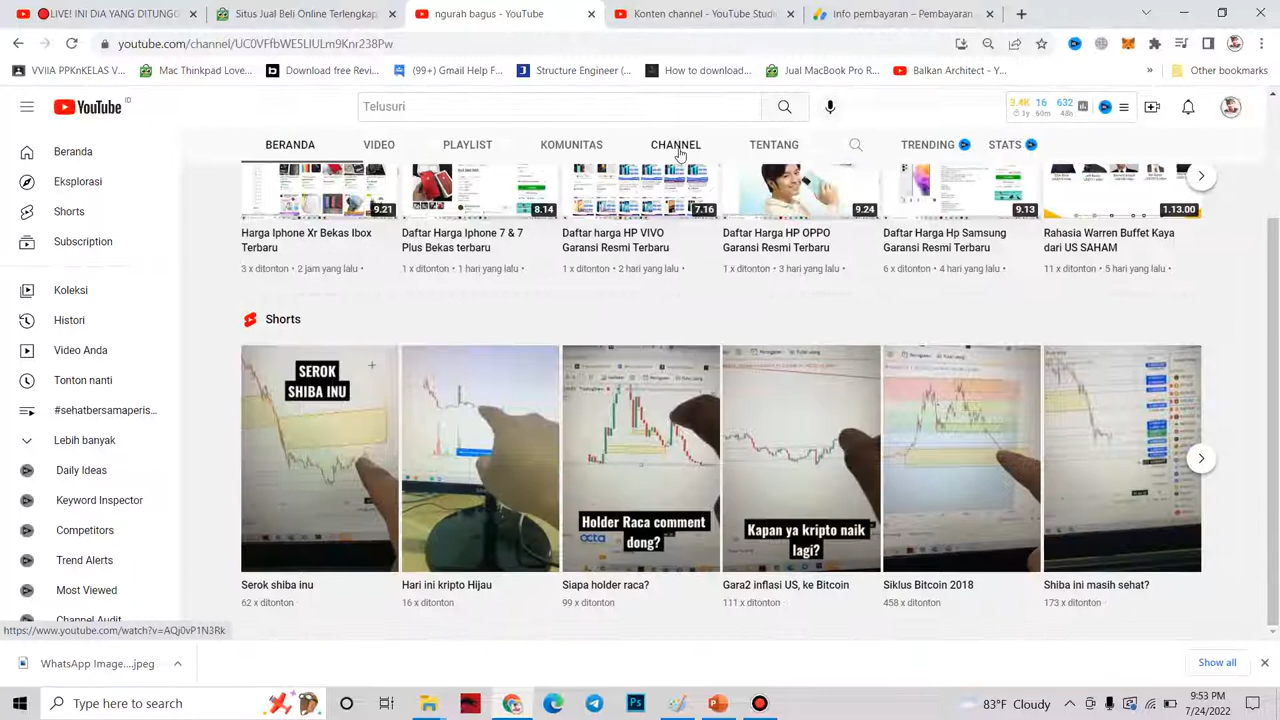 LIVE! INI DIA YANG DITUNGG
Situs Jual Beli Online Terlengkap
ngurah bagus - YouTube
Konten channel - YouTube Studio
Info pembayaran – Pembayaran
youtube.com/channel/UC0VFfbWE5LlULm9Knr23BPw
VVIIA PPKnKELAS V...
Mac Thinkpad Love...
Download free Revi...
(99+) Gmail Help F...
Structure Engineer (...
How to download...
Jual MacBook Pro R...
Balkan Architect - Y...
»
Other bookmarks
YouTube ID
Telusuri
3,4K 16 632
1y 60m 48h
BERANDA VIDEO PLAYLIST KOMUNITAS CHANNEL TENTANG TRENDING STATS
Beranda
Eksplorasi
Shorts
Subscription
Koleksi
Histori
Video Anda
Tonton nanti
#sehatbersamaperis...
Lebih banyak
Daily Ideas
Keyword Inspector
Competitors
Trend Alerts
Most Viewed
Channel Audit
8.14
9.12
1.13.00
Harga Iphone Xr Bekas Ibox
Terbaru
3 x ditonton • 2 jam yang lalu •
Daftar Harga Iphone 7 & 7
Plus Bekas terbaru
1 x ditonton • 1 hari yang lalu •
Daftar harga HP VIVO
Garansi Resmi Terbaru
1 x ditonton • 2 hari yang lalu •
Daftar Harga HP OPPO
Garansi Resmi Terbaru
1 x ditonton • 3 hari yang lalu •
Daftar Harga Hp Samsung
Garansi Resmi Terbaru
6 x ditonton • 4 hari yang lalu •
Rahasia Warren Buffet Kaya
dari US SAHAM
11 x ditonton • 5 hari yang lalu •
Shorts
SEROK
SHIBA INU
Holder Raca comment
dong?
octa
Kapan ya kripto naik
lagi?
Serok shiba inu
62 x ditonton
Hari ini kripto Hijau
16 x ditonton
Siapa holder raca?
99 x ditonton
Gara2 inflasi US, ke Bitcoin
111 x ditonton
Siklus Bitcoin 2018
458 x ditonton
Shiba ini masih sehat?
173 x ditonton
https://www.youtube.com/watch?v=AQj0vP1N3Rk
WhatsApp Image....jpeg
Show all
Type here to search
83°F Cloudy
9:53 PM
7/24/2022